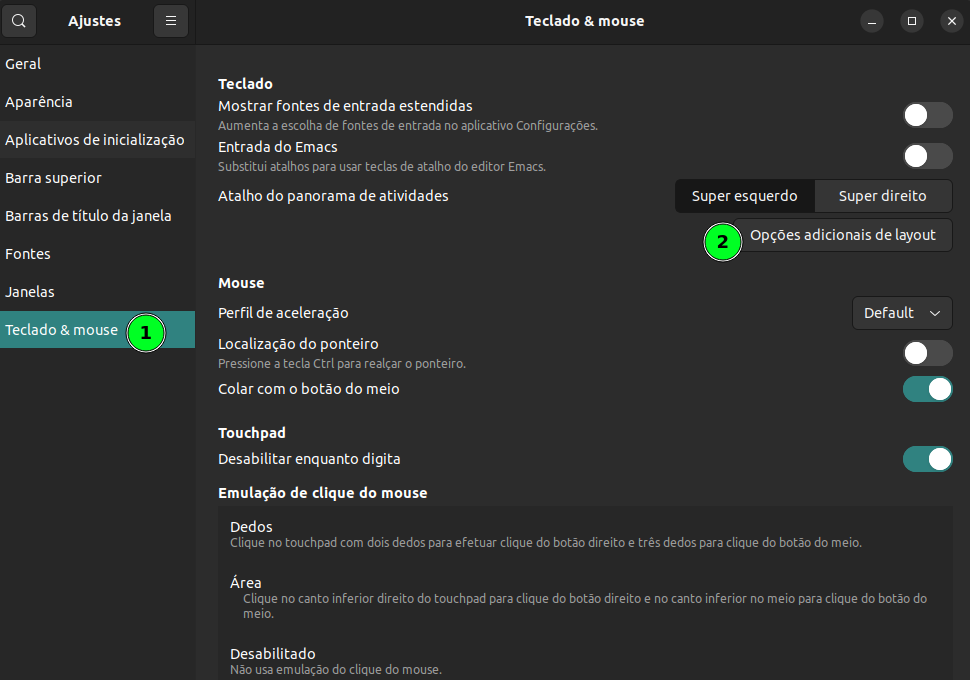 Ajustes
Teclado & mouse
Geral
Aparência
Aplicativos de inicialização
Barra superior
Barras de título da janela
Fontes
Janelas
Teclado & mouse
1
Teclado
Mostrar fontes de entrada estendidas
Aumenta a escolha de fontes de entrada no aplicativo Configurações.
Entrada do Emacs
Substitui atalhos para usar teclas de atalho do editor Emacs.
Atalho do panorama de atividades
Super esquerdo
Super direito
2
Opções adicionais de layout
Mouse
Perfil de aceleração
Default
Localização do ponteiro
Pressione a tecla Ctrl para realçar o ponteiro.
Colar com o botão do meio
Touchpad
Desabilitar enquanto digita
Emulação de clique do mouse
Dedos
Clique no touchpad com dois dedos para efetuar clique do botão direito e três dedos para clique do botão do meio.
Área
Clique no canto inferior direito do touchpad para clique do botão direito e no canto inferior no meio para clique do botão do
meio.
Desabilitado
Não usa emulação do clique do mouse.